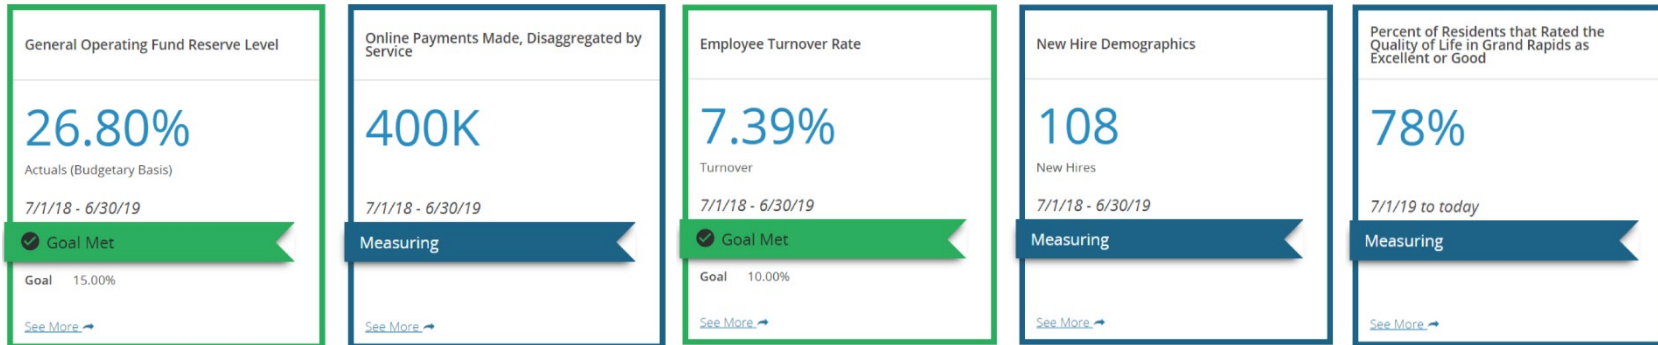 General Operating Fund Reserve Level
26.80%
Actuals (Budgetary Basis)
7/1/18 - 6/30/19
Goal Met
Goal 15.00%
See More
Online Payments Made, Disaggregated by
Service
400K
7/1/18 - 6/30/19
Measuring
See More
Employee Turnover Rate
7.39%
Turnover
7/1/18 - 6/30/19
Goal Met
Goal 10.00%
See More
New Hire Demographics
108
New Hires
7/1/18 - 6/30/19
Measuring
See More
Percent of Residents that Rated the
Quality of Life in Grand Rapids as
Excellent or Good
78%
7/1/19 to today
Measuring
See More